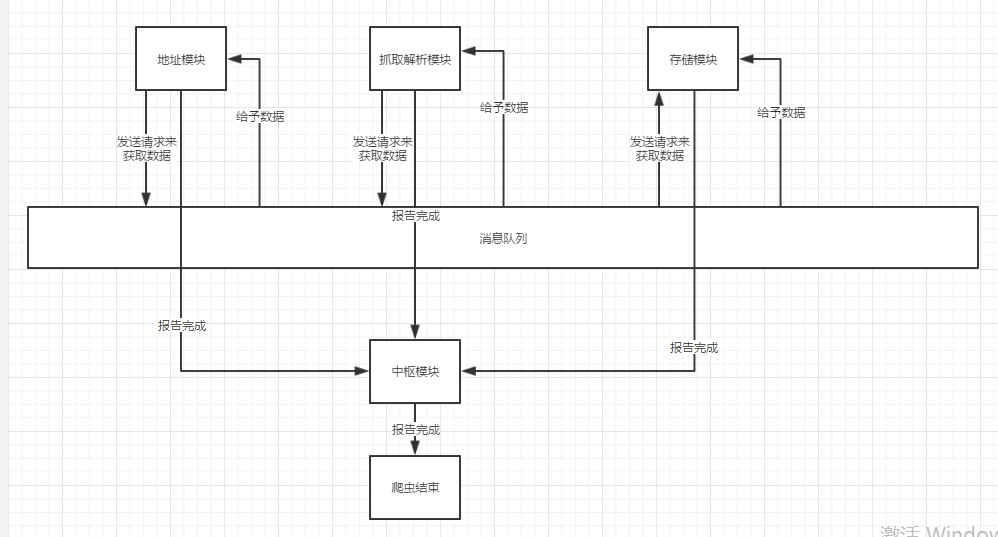 地址模块
抓取解析模块
存储模块
给予数据
给予数据
给予数据
发送请求来
获取数据
发送请求来
获取数据
发送请求来
获取数据
报告完成
消息队列
报告完成
报告完成
中枢模块
报告完成
爬虫结束
激活 Window